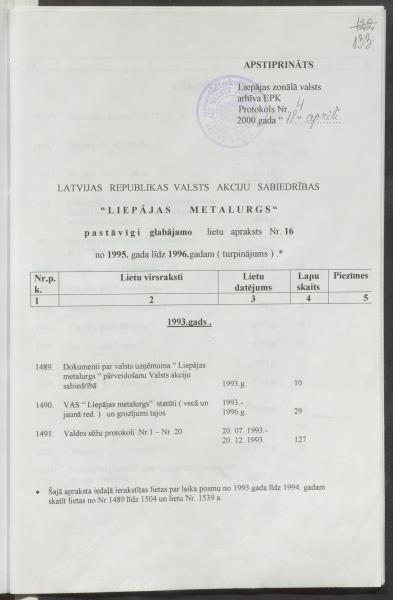 122
133
APSTIPRINĀTS
Liepājas zonālā valsts
arhīva EPK
Protokols Nr. 4
2000.gada “ 12. “ aprīlī
LATVIJAS REPUBLIKAS VALSTS AKCIJU SABIEDRĪBAS
“ LIEPĀJAS METALURGS “
pastāvīgi glabājamo lietu apraksts Nr. 16
no 1995. gada līdz 1996.gadam ( turpinājums ) .*
Nr.p. k. Lietu virsraksti Lietu datējums Lapu skaits Piezīmes
1 2 3 4 5
1993.gads .
1489. Dokumenti par valsts uzņēmuma “ Liepājas
metalurgs “ pārveidošanu Valsts akciju
sabiedrībā 1993.g. 10
1490. VAS “ Liepājas metalurgs” statūti ( vecā un 1993.-
jaunā red. ) un grozījumi tajos 1996.g. 29
1491. Valdes sēžu protokoli Nr.1 – Nr. 20 20. 07. 1993.-
20. 12. 1993. 127
• Šajā apraksta iedaļā ierakstītas lietas par laika posmu no 1993.gada līdz 1994. gadam
skatīt lietas no Nr.1489 līdz 1504 un lietu Nr. 1539 a.